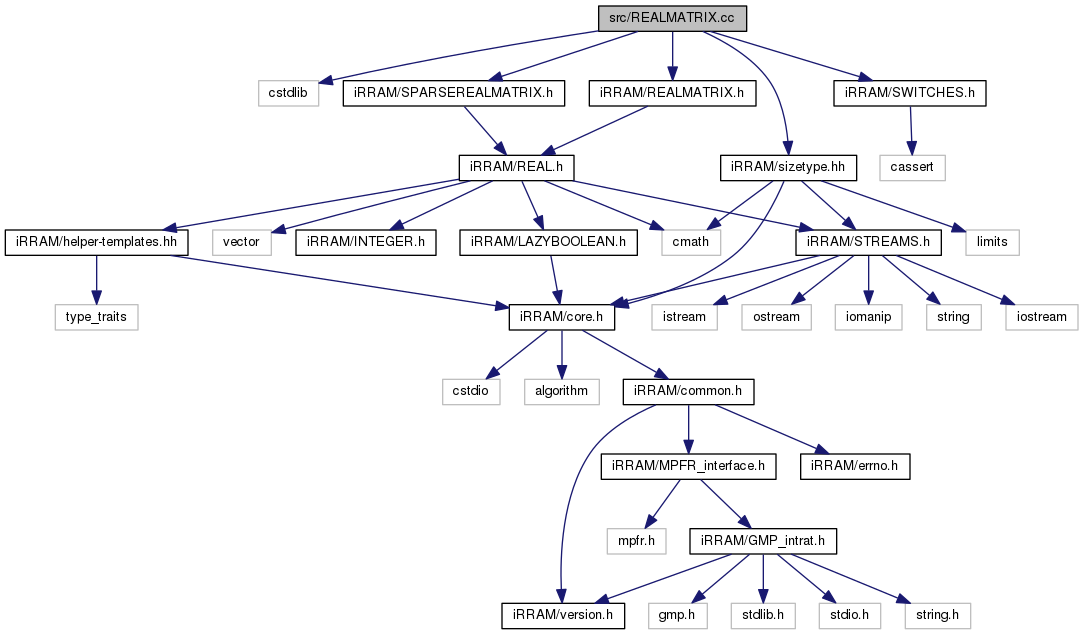 src/REALMATRIX.cc
cstdlib
iRRAM/SPARSEREALMATRIX.h
iRRAM/REALMATRIX.h
iRRAM/SWITCHES.h
iRRAM/REAL.h
iRRAM/sizetype.hh
cassert
iRRAM/helper-templates.hh
vector
iRRAM/INTEGER.h
iRRAM/LAZYBOOLEAN.h
cmath
iRRAM/STREAMS.h
limits
type_traits
iRRAM/core.h
istream
ostream
iomanip
string
iostream
cstdio
algorithm
iRRAM/common.h
iRRAM/MPFR_interface.h
iRRAM/errno.h
mpfr.h
iRRAM/GMP_intrat.h
iRRAM/version.h
gmp.h
stdlib.h
stdio.h
string.h